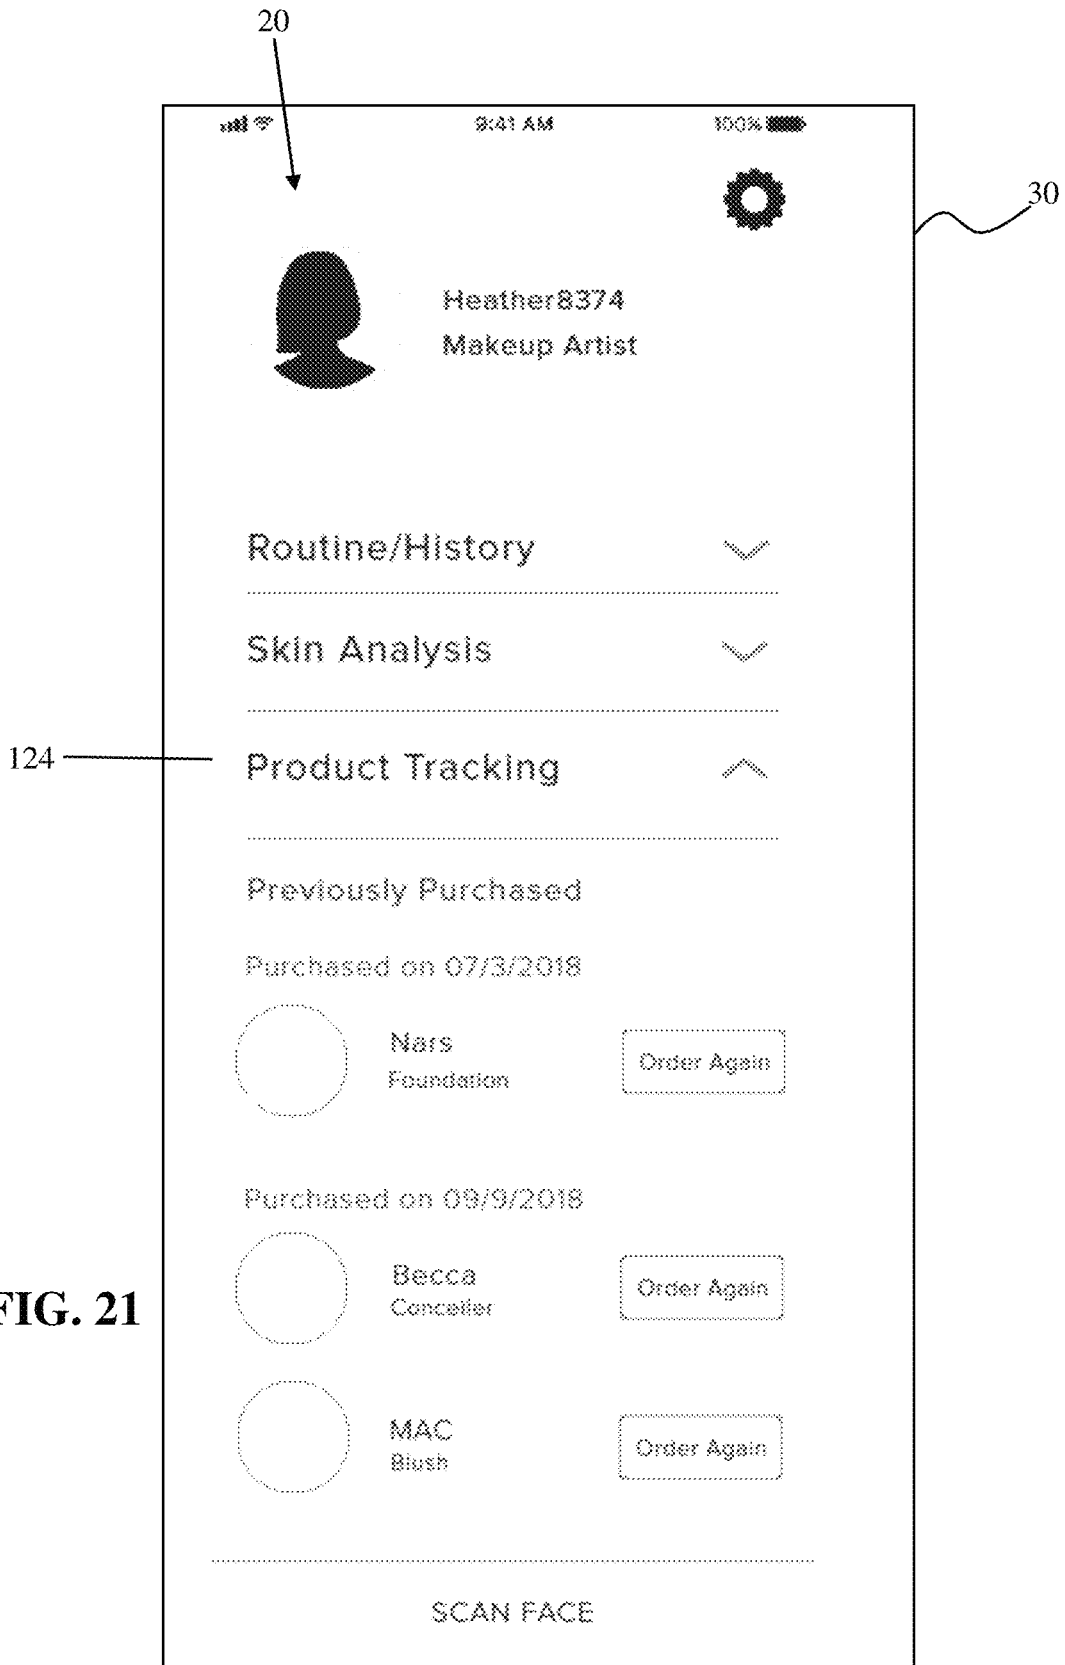 20
9:41 AM 100%
30
Heather8374
Makeup Artist
Routine/History
Skin Analysis
124
Product Tracking
Previously Purchased
Purchased on 07/3/2018
Nars
Foundation
Order Again
Purchased on 09/9/2018
Becca
Order Again
FIG. 21
MAC
Blush
Order Again
SCAN FACE